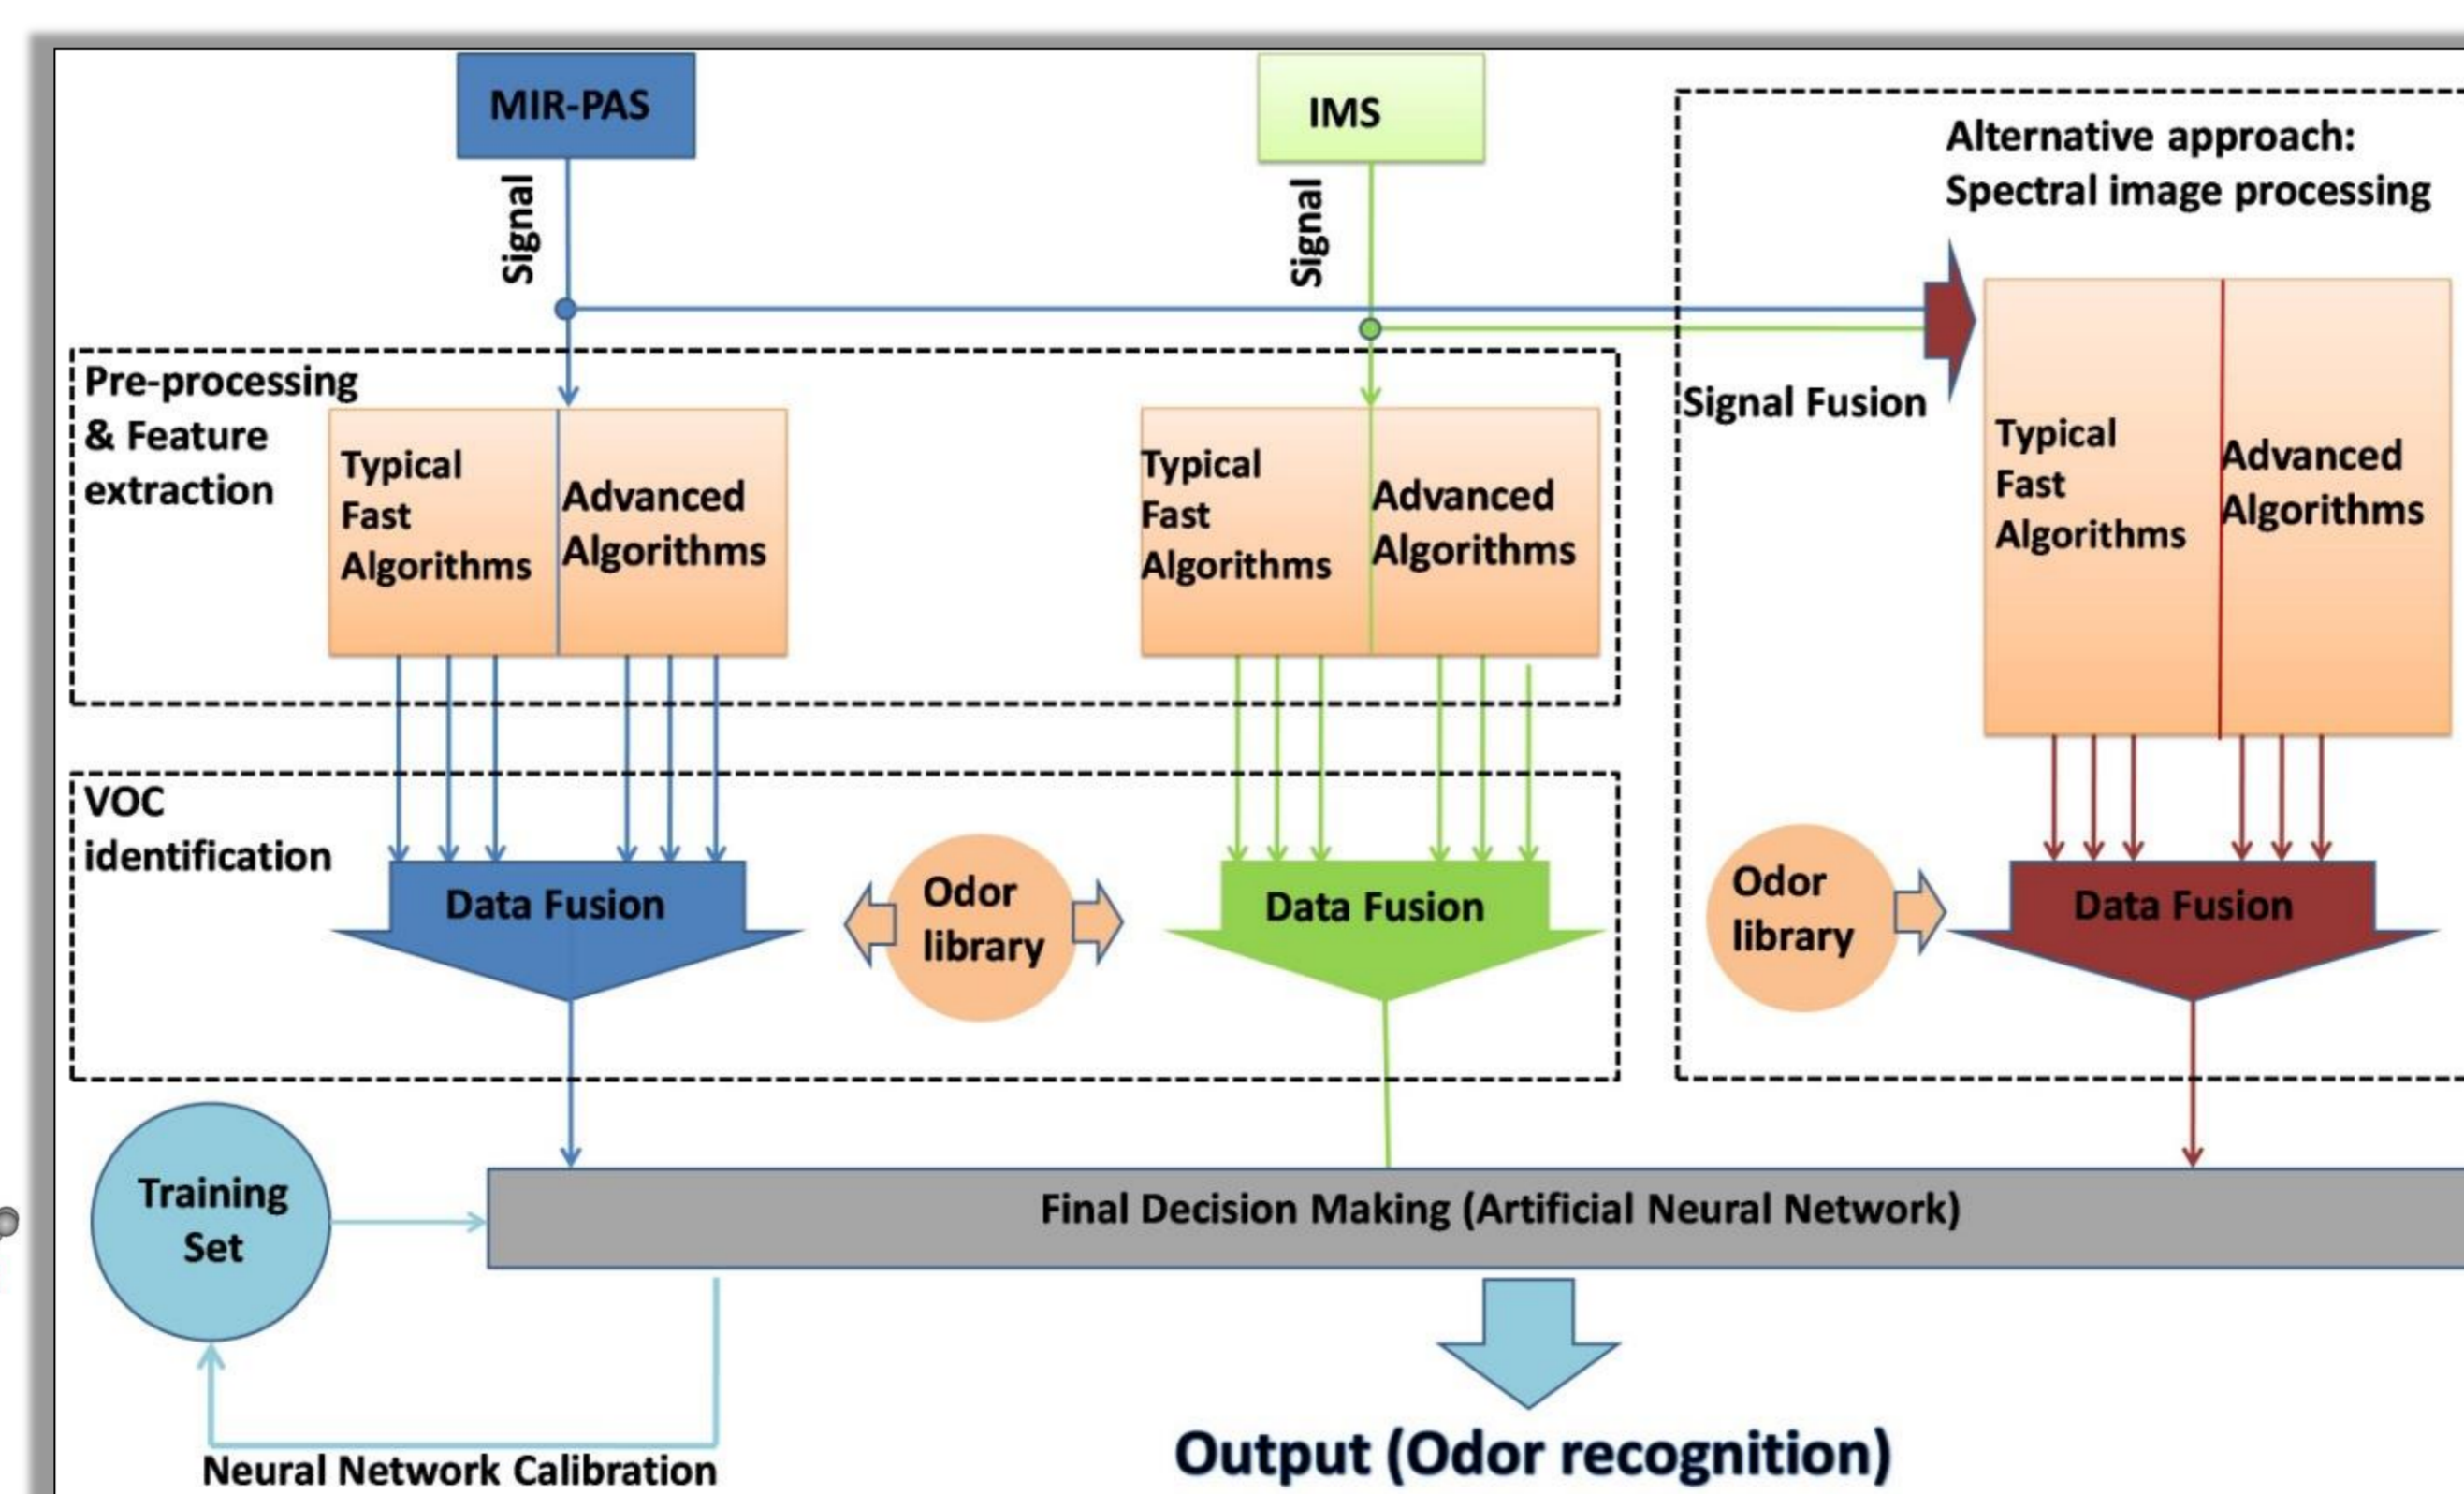 MIR-PAS
IMS
Signal
Signal
Alternative approach:
Spectral image processing
Pre-processing
& Feature
extraction
Typical
Fast
Algorithms
Advanced
Algorithms
Typical
Fast
Algorithms
Advanced
Algorithms
Signal Fusion
Typical
Fast
Algorithms
Advanced
Algorithms
VOC
identification
Data Fusion
Odor
library
Data Fusion
Odor
library
Data Fusion
Training
Set
Final Decision Making (Artificial Neural Network)
Neural Network Calibration
Output (Odor recognition)